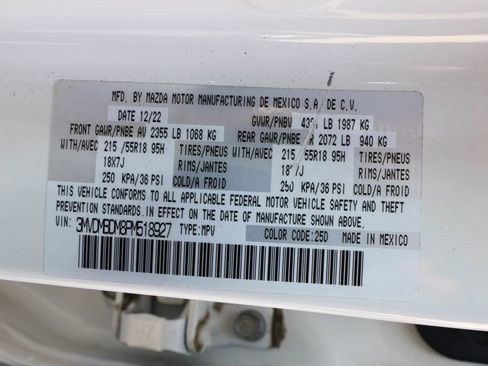 MFD. BY MAZDA MOTOR MANUFACTURING DE MEXICO S.A. DE C.V.
DATE 12/22 GVWR/PNBV LB 1987 KG
FRONT GAWR/PNBE AV 2355 LB 1068 KG REAR GAWR/PNBE 2072 LB 940 KG
WITH/AVEC 215/55R18 95H TIRES/PNEUS WITH/AVEC 215 55R18 95H TIRES/PNEUS
18X7J RIMS/JANTES 18 7J RIMS/JANTES
250 KPA/36 PSI COLD/A FROID 250 KPA/36 PSI COLD/A FROID
THIS VEHICLE CONFORMS TO ALL APPLICABLE FEDERAL MOTOR VEHICLE SAFETY AND THEFT
PREVENTION STANDARDS IN EFFECT ON THE DATE OF MANUFACTURE SHOWN ABOVE.
VIN: 3MVDMBDM8PM518927 TYPE:MPV COLOR CODE:25D MADE IN MEXICO